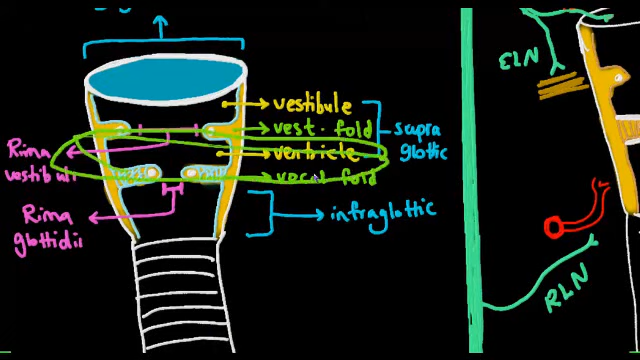 vestibule
vest. fold
supra
glottic
Rima
vestibuli
ventricle
vocal fold
Rima
glottidis
infraglottic
ELN
RLN